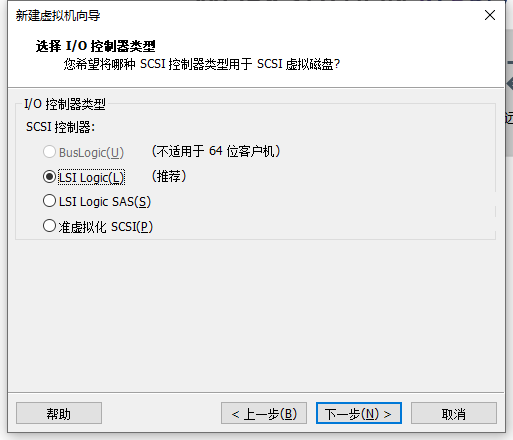 新建虚拟机向导
选择 I/O 控制器类型
您希望将哪种 SCSI 控制器类型用于 SCSI 虚拟磁盘?
I/O 控制器类型
SCSI 控制器:
BusLogic(U) (不适用于 64 位客户机)
LSI Logic(L) (推荐)
LSI Logic SAS(S)
准虚拟化 SCSI(P)
帮助 < 上一步(B) 下一步(N) > 取消